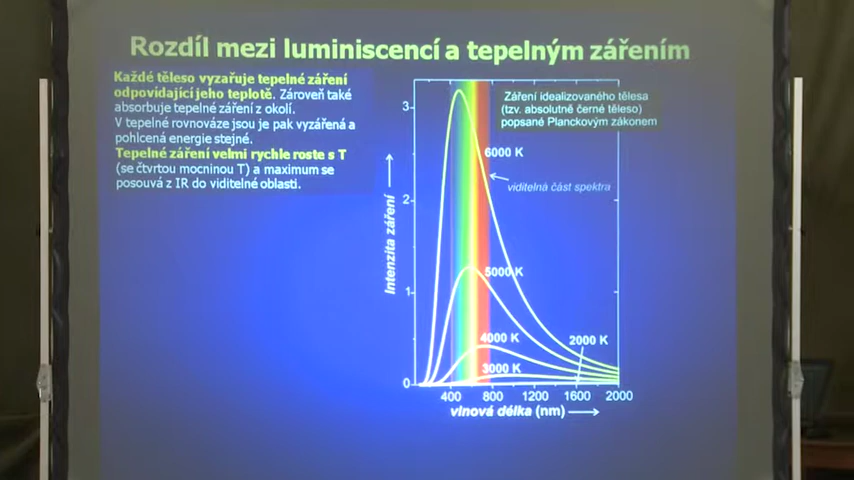 Rozdíl mezi luminiscencí a tepelným zářením
Každé těleso vyzařuje tepelné záření
odpovídající jeho teplotě. Zároveň také
absorbuje tepelné záření z okolí.
V tepelné rovnováze jsou je pak vyzářená a
pohlcená energie stejné.
Tepelné záření velmi rychle roste s T
(se čtvrtou mocninou T) a maximum se
posouvá z IR do viditelné oblasti.
Záření idealizovaného tělesa
(tzv. absolutně černé těleso)
popsané Planckovým zákonem
3
6000 K
viditelná část spektra
2
Intenzita záření
5000 K
1
4000 K
2000 K
3000 K
0
400 800 1200 1600 2000
vlnová délka (nm)